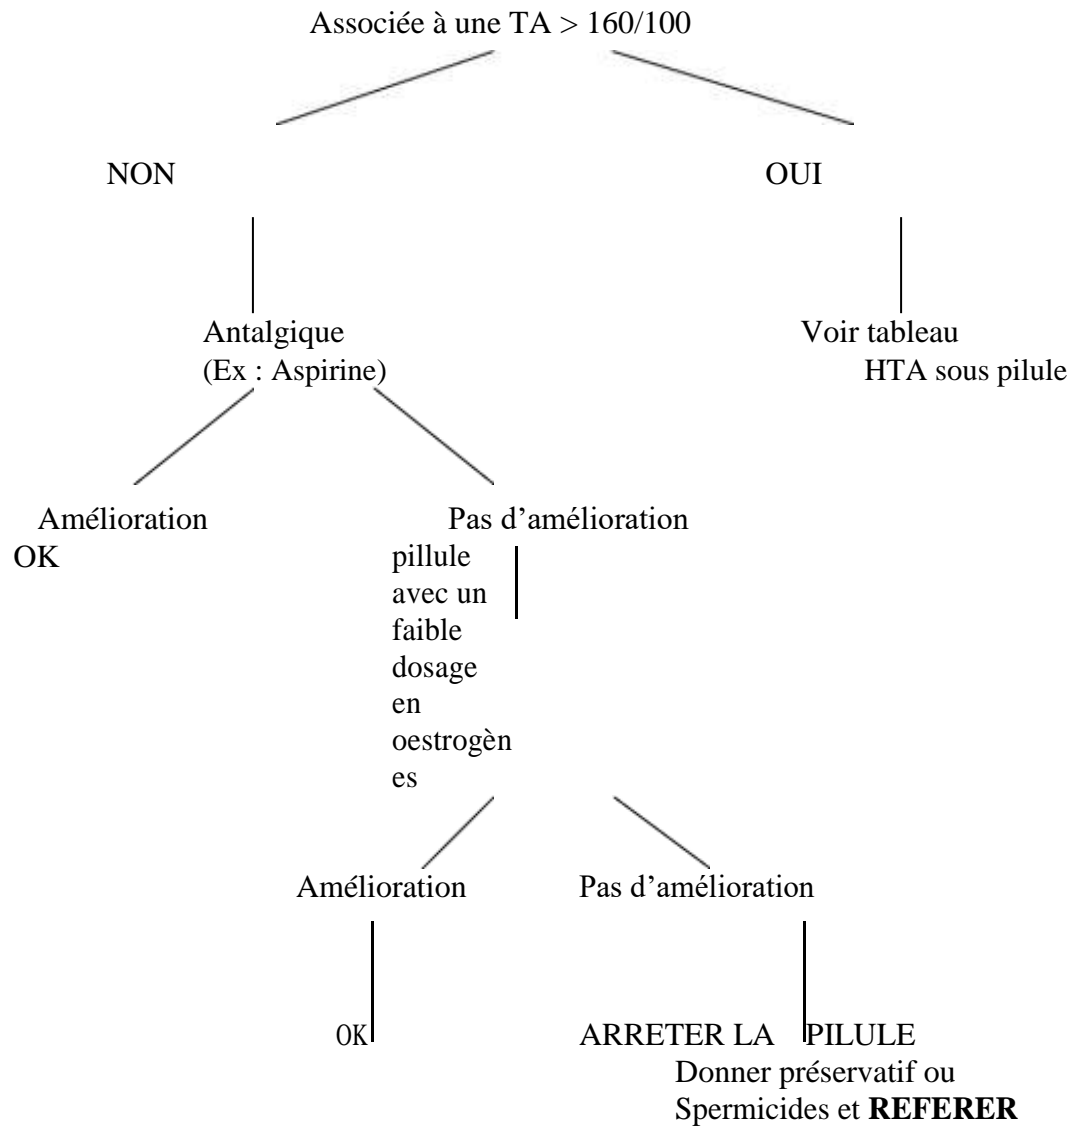 Associée à une TA > 160/100
NON
OUI
Antalgique
(Ex : Aspirine)
Voir tableau
HTA sous pilule
Amélioration
OK
Pas d’amélioration
pillule
avec un
faible
dosage
en
oestrogèn
es
Amélioration
Pas d’amélioration
OK
ARRETER LA PILULE
Donner préservatif ou
Spermicides et REFERER